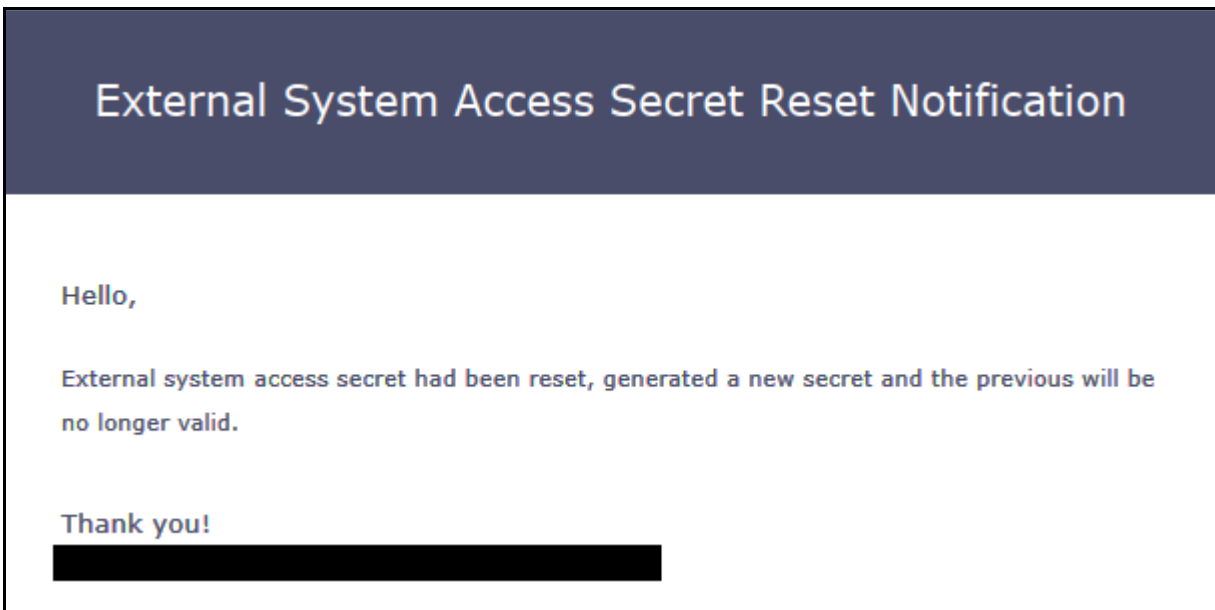 External System Access Secret Reset Notification
Hello,
External system access secret had been reset, generated a new secret and the previous will be
no longer valid.
Thank you!